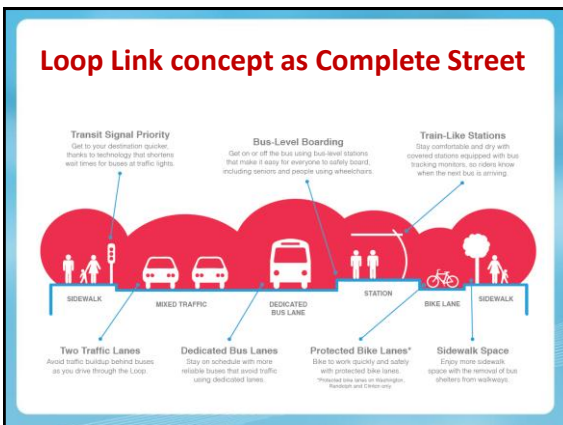 Loop Link concept as Complete Street
Transit Signal Priority
Get to your destination quicker,
thanks to technology that shortens
wait times for buses at traffic lights.
Bus-Level Boarding
Get on or off the bus using bus-level stations
that make it easy for everyone to safely board,
including seniors and people using wheelchairs.
Train-Like Stations
Stay comfortable and dry with
covered stations equipped with bus
tracking monitors, so riders know
when the next bus is arriving.
SIDEWALK
MIXED TRAFFIC
DEDICATED
BUS LANE
STATION
BIKE LANE
SIDEWALK
Two Traffic Lanes
Avoid traffic buildup behind buses
as you drive through the Loop.
Dedicated Bus Lanes
Stay on schedule with more
reliable buses that avoid traffic
using dedicated lanes.
Protected Bike Lanes*
Bike to work quickly and safely
with protected bike lanes.
*Protected bike lanes on Washington,
Randolph and Clinton only.
Sidewalk Space
Enjoy more sidewalk
space with the removal of bus
shelters from walkways.